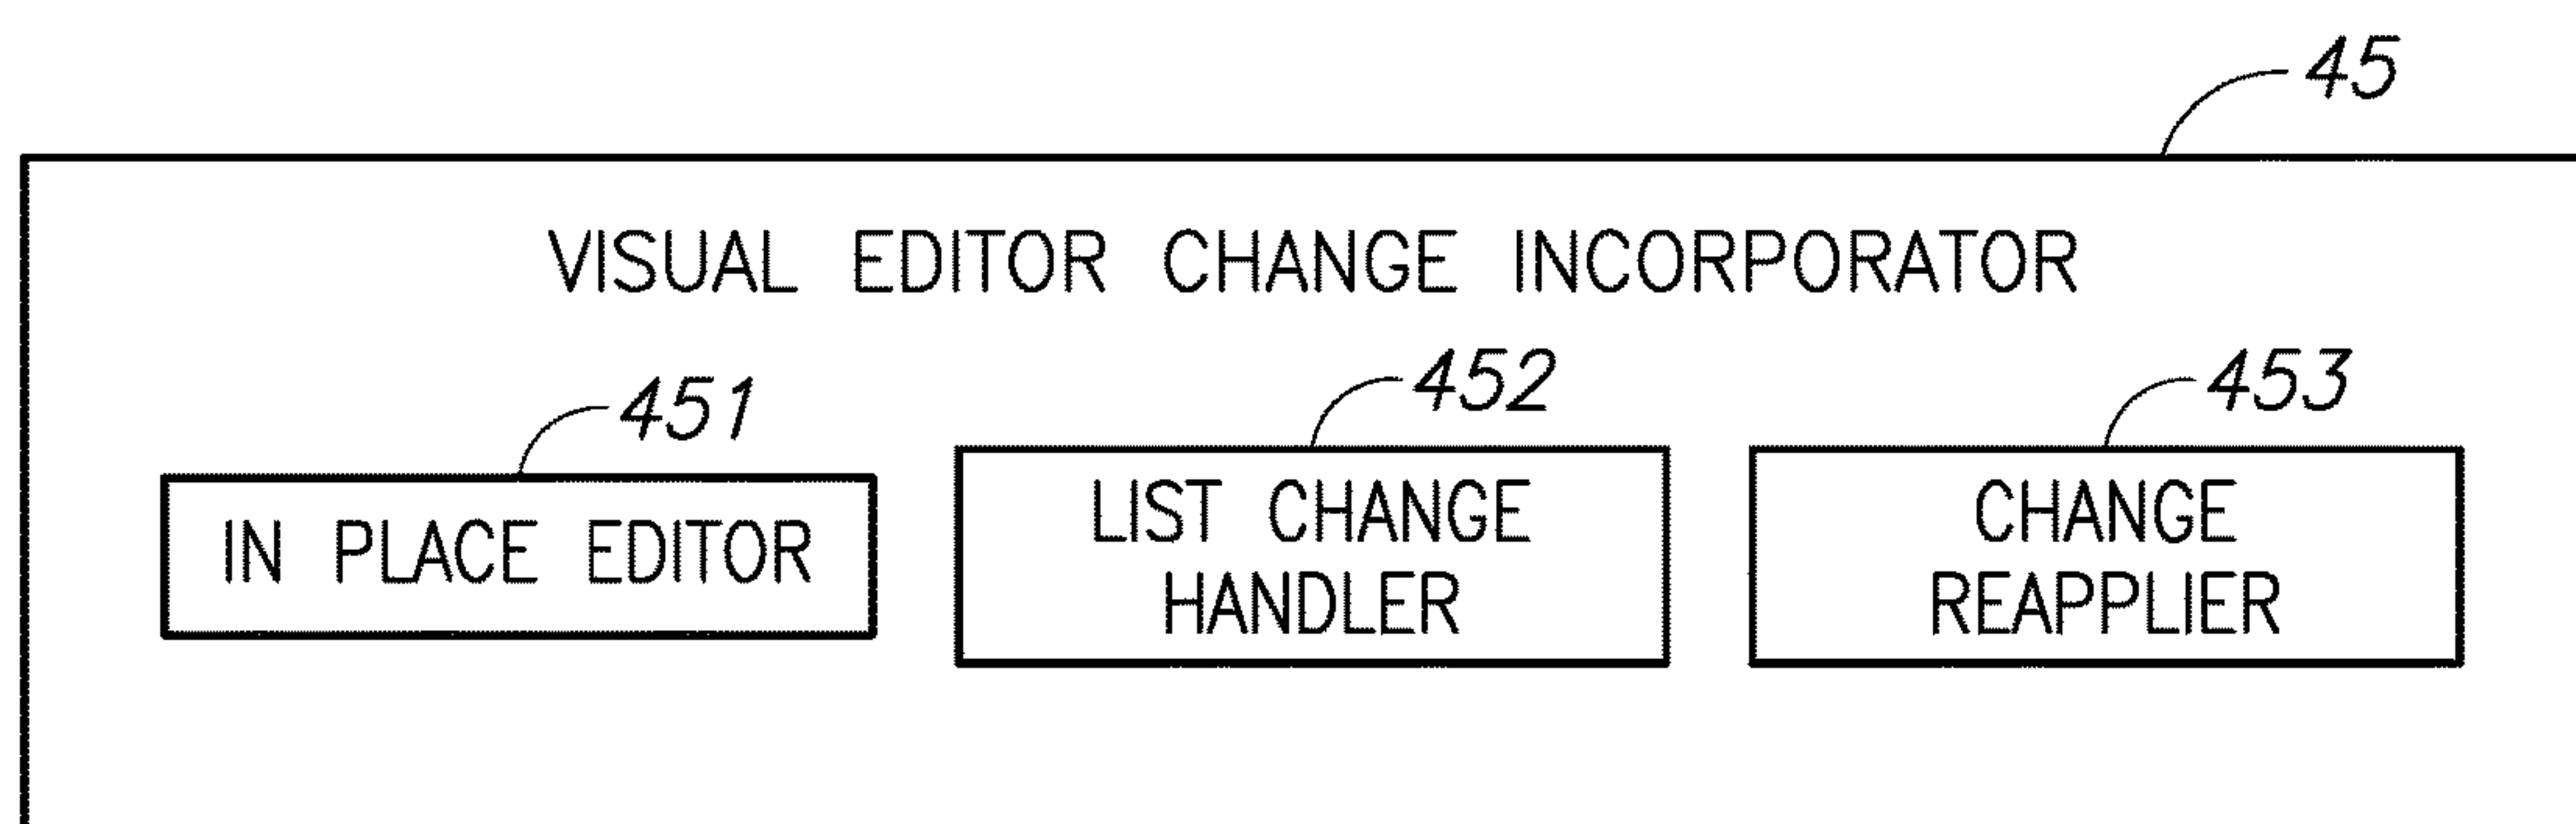 45
VISUAL EDITOR CHANGE INCORPORATOR
451
452
453
IN PLACE EDITOR
LIST CHANGE
HANDLER
CHANGE
REAPPLIER